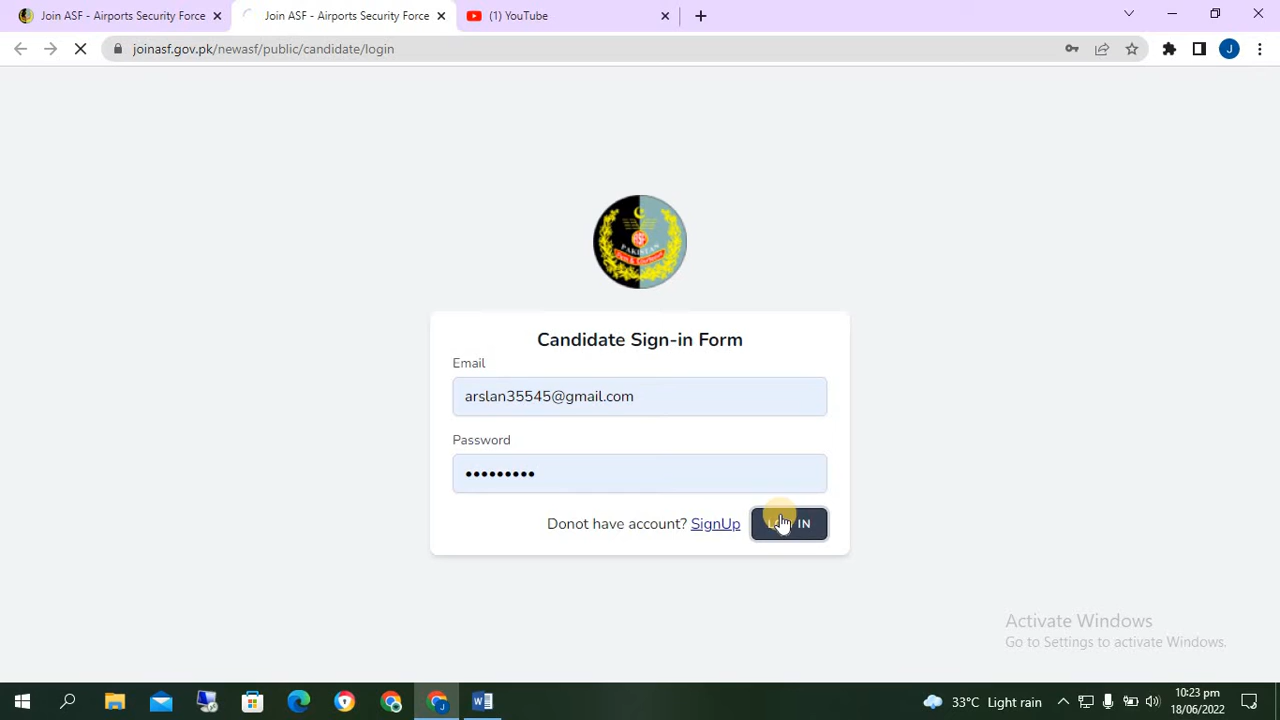 Join ASF - Airports Security Force
Join ASF - Airports Security Force
(1) YouTube
joinasf.gov.pk/newasf/public/candidate/login
J
PAKISTAN
Candidate Sign-in Form
Email
arslan35545@gmail.com
Password
•••••••••
Donot have account? SignUp
IN
Activate Windows
Go to Settings to activate Windows.
33°C Light rain
10:23 pm
18/06/2022